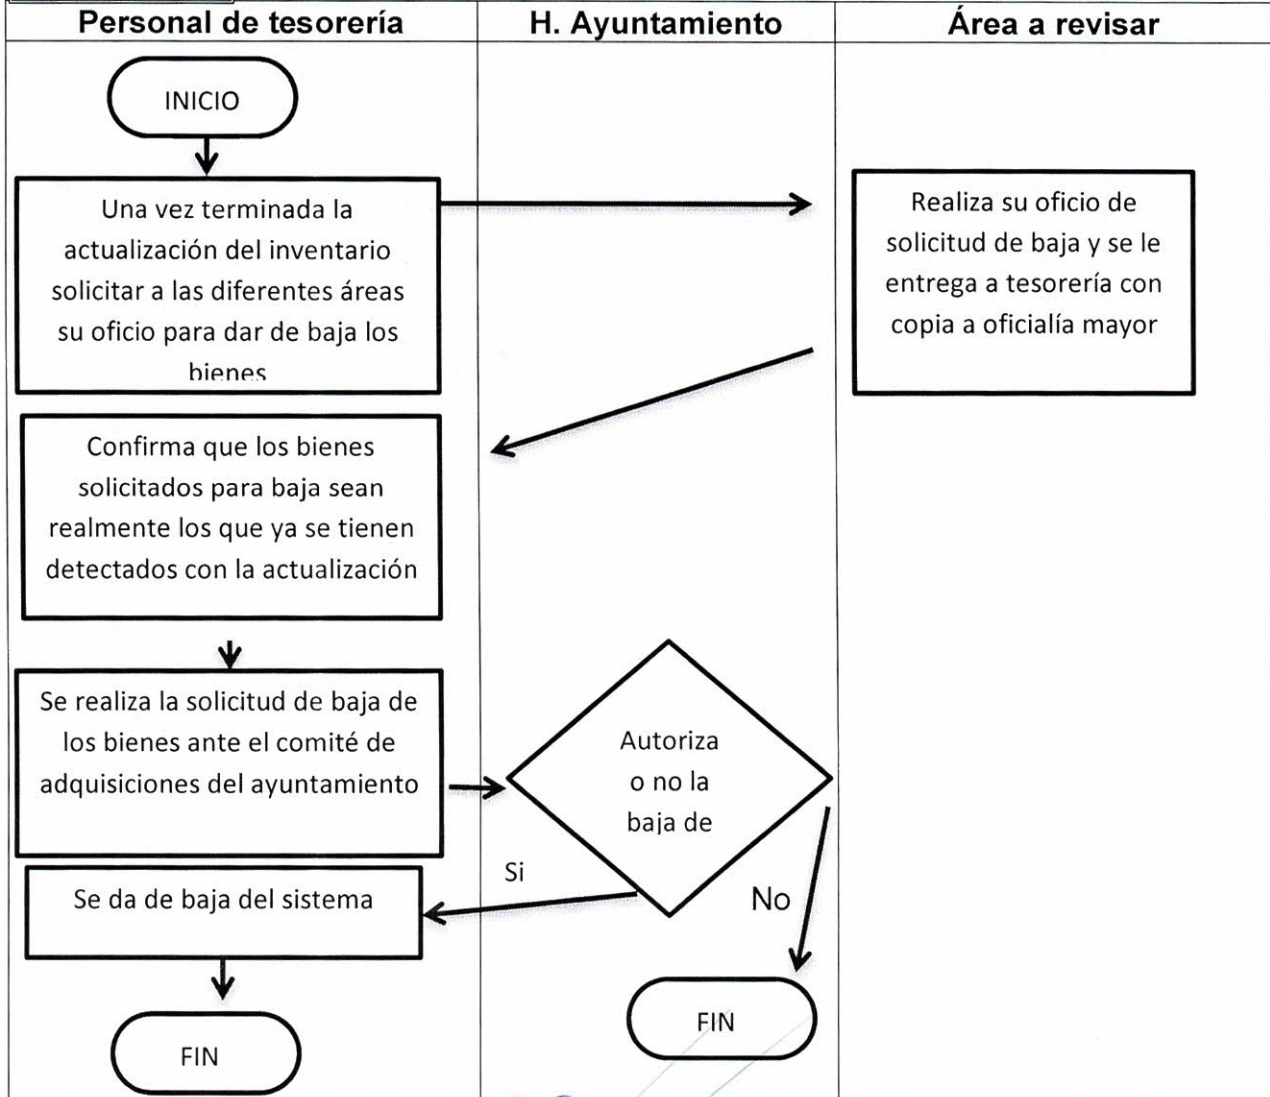 Personal de tesorería
H. Ayuntamiento
Área a revisar
INICIO
Una vez terminada la
actualización del inventario
solicitar a las diferentes áreas
su oficio para dar de baja los
bienes
Realiza su oficio de
solicitud de baja y se le
entrega a tesorería con
copia a oficialía mayor
Confirma que los bienes
solicitados para baja sean
realmente los que ya se tienen
detectados con la actualización
Se realiza la solicitud de baja de
los bienes ante el comité de
adquisiciones del ayuntamiento
Autoriza
o no la
baja de
Si
No
Se da de baja del sistema
FIN
FIN